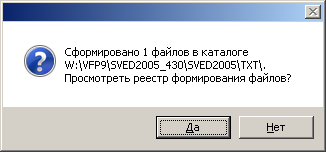 Сформировано 1 файлов в каталоге
W:\VFP9\SVED2005_430\SVED2005\TXT\.
Просмотреть реестр формирования файлов?
Да
Нет